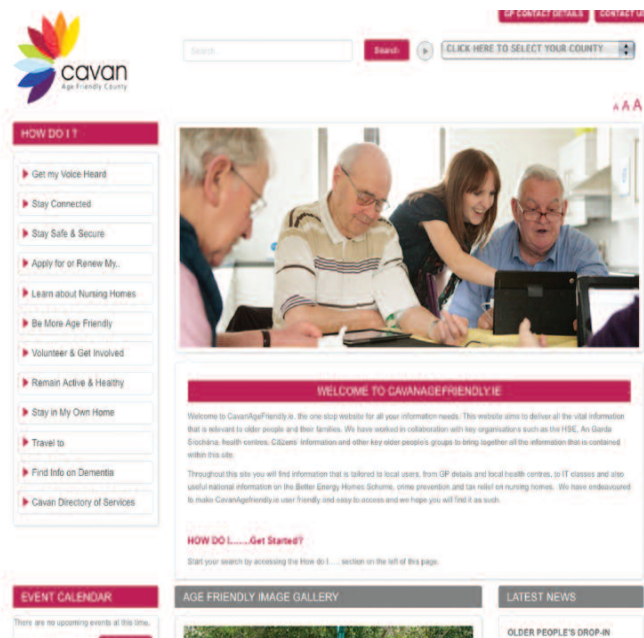 GP CONTACT DETAILS CONTACT U
cavan
Age Friendly County
Search
Search
CLICK HERE TO SELECT YOUR COUNTY
A A A
HOW DO I ?
Get my Voice Heard
Stay Connected
Stay Safe & Secure
Apply for or Renew My..
Learn about Nursing Homes
Be More Age Friendly
Volunteer & Get Involved
Remain Active & Healthy
Stay in My Own Home
Travel to
Find Info on Dementia
Cavan Directory of Services
WELCOME TO CAVANAGEFRIENDLY.IE
Welcome to CavanAgeFriendly.ie, the one stop website for all your information needs. This website aims to deliver all the vital information
that is relevant to older people and their families. We have worked in collaboration with key organisations such as the HSE, An Garda
Síochána, health centres, Citizens' Information and other key older people's groups to bring together all the information that is contained
within this site.
Throughout this site you will find information that is tailored to local users, from GP details and local health centres, to IT classes and also
useful national information on the Better Energy Homes Scheme, crime prevention and tax relief on nursing homes. We have endeavoured
to make CavanAgefriendly.ie user friendly and easy to access and we hope you will find it as such.
HOW DO I.......Get Started?
Start your search by accessing the How do I..... section on the left of this page.
EVENT CALENDAR
There are no upcoming events at this time.
AGE FRIENDLY IMAGE GALLERY
LATEST NEWS
OLDER PEOPLE'S DROP-IN